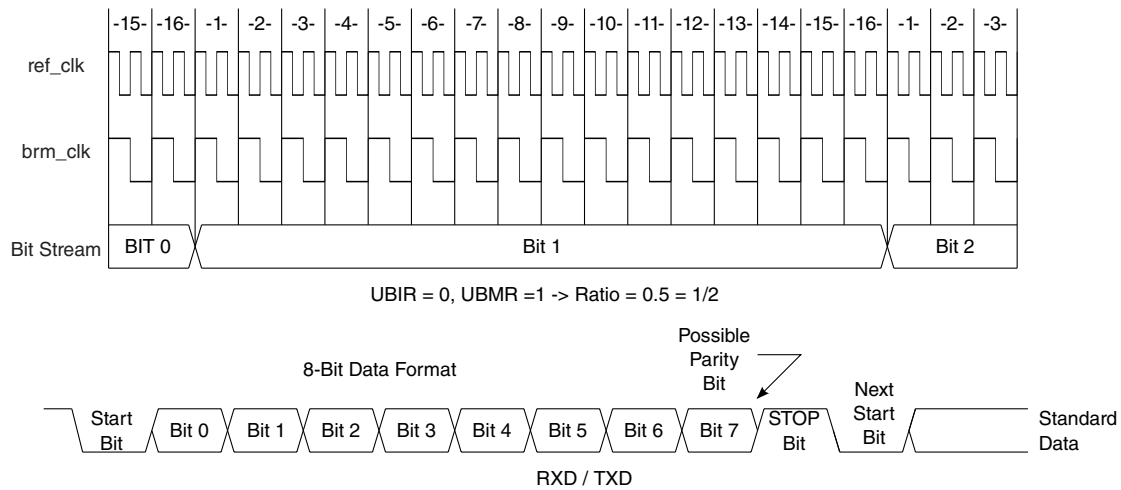 -15- -16- -1- -2- -3- -4- -5- -6- -7- -8- -9- -10- -11- -12- -13- -14- -15- -16- -1- -2- -3-
ref_clk
brm_clk
Bit Stream BIT 0 Bit 1 Bit 2
UBIR = 0, UBMR =1 -> Ratio = 0.5 = 1/2
8-Bit Data Format
Possible
Parity
Bit
Start
Bit
Bit 0 Bit 1 Bit 2 Bit 3 Bit 4 Bit 5 Bit 6 Bit 7
STOP
Bit
Next
Start
Bit
Standard
Data
RXD / TXD